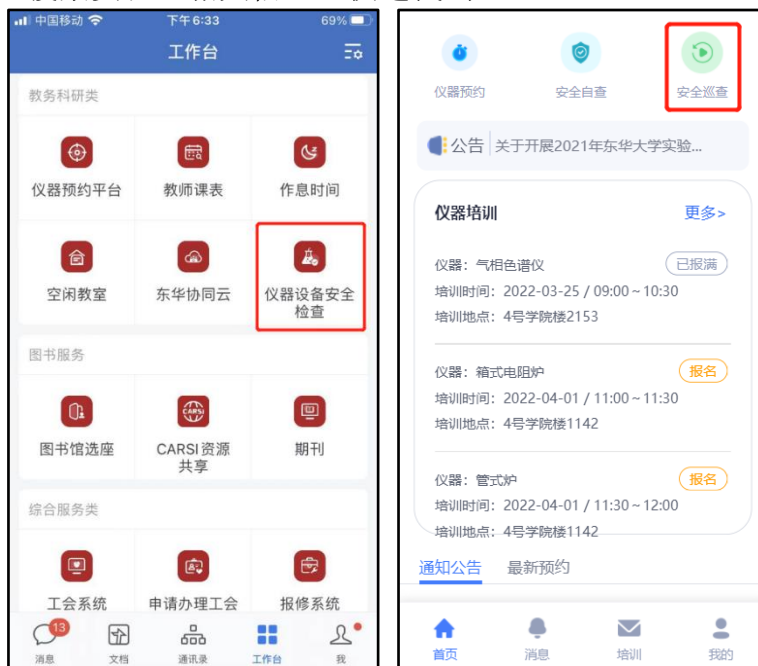 中国移动 下午6:33 69%
工作台
教务科研类
仪器预约平台 教师课表 作息时间
空闲教室 东华协同云 仪器设备安全
检查
图书服务
CARSI
图书馆选座 CARSI资源 期刊
共享
综合服务类
工会系统 申请办理工会 报修系统
13
消息 文档 通讯录 工作台 我
仪器预约 安全自查 安全巡查
公告 关于开展2021年东华大学实验...
仪器培训 更多>
仪器：气相色谱仪 已报满
培训时间：2022-03-25 / 09:00～10:30
培训地点：4号学院楼2153
仪器：箱式电阻炉 报名
培训时间：2022-04-01 / 11:00～11:30
培训地点：4号学院楼1142
仪器：管式炉 报名
培训时间：2022-04-01 / 11:30～12:00
培训地点：4号学院楼1142
通知公告 最新预约
首页 消息 培训 我的